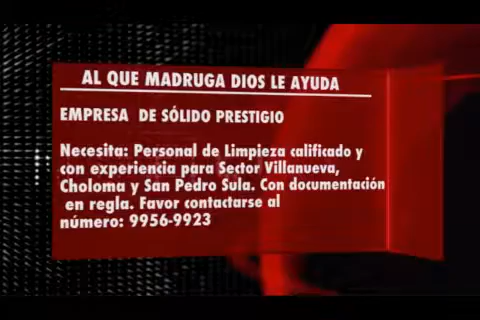 AL QUE MADRUGA DIOS LE AYUDA
EMPRESA DE SÓLIDO PRESTIGIO
Necesita: Personal de Limpieza calificado y
con experiencia para Sector Villanueva,
Choloma y San Pedro Sula. Con documentación
en regla. Favor contactarse al
número: 9956-9923